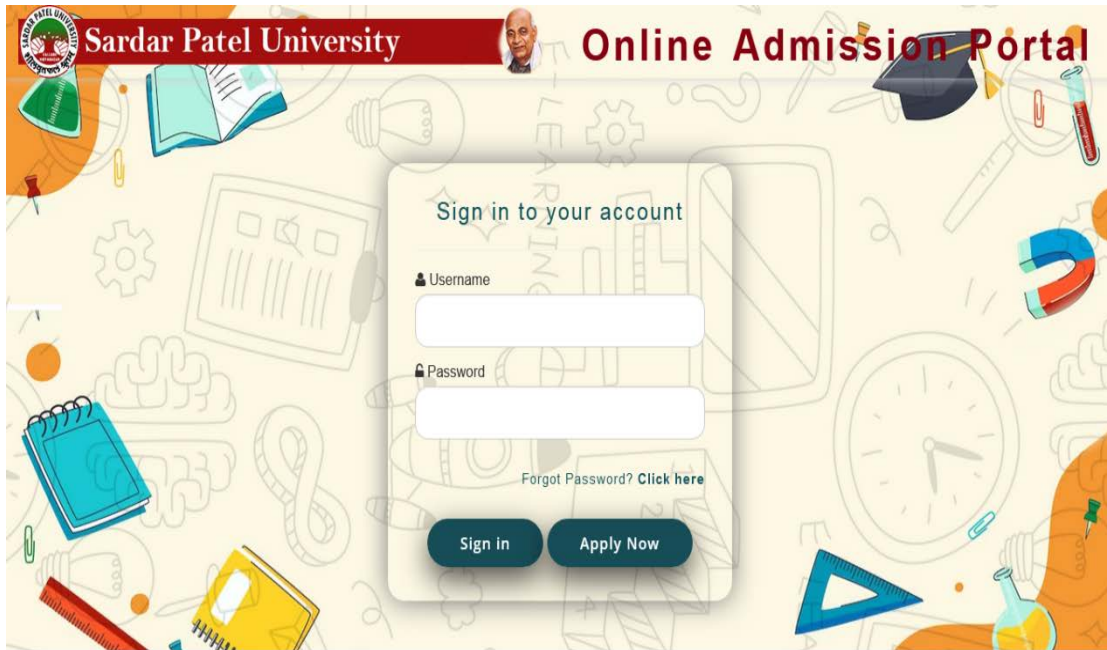 Sardar Patel University
Online Admission Portal
E-LEARNING
Sign in to your account
Username
Password
Forgot Password? Click here
Sign in Apply Now